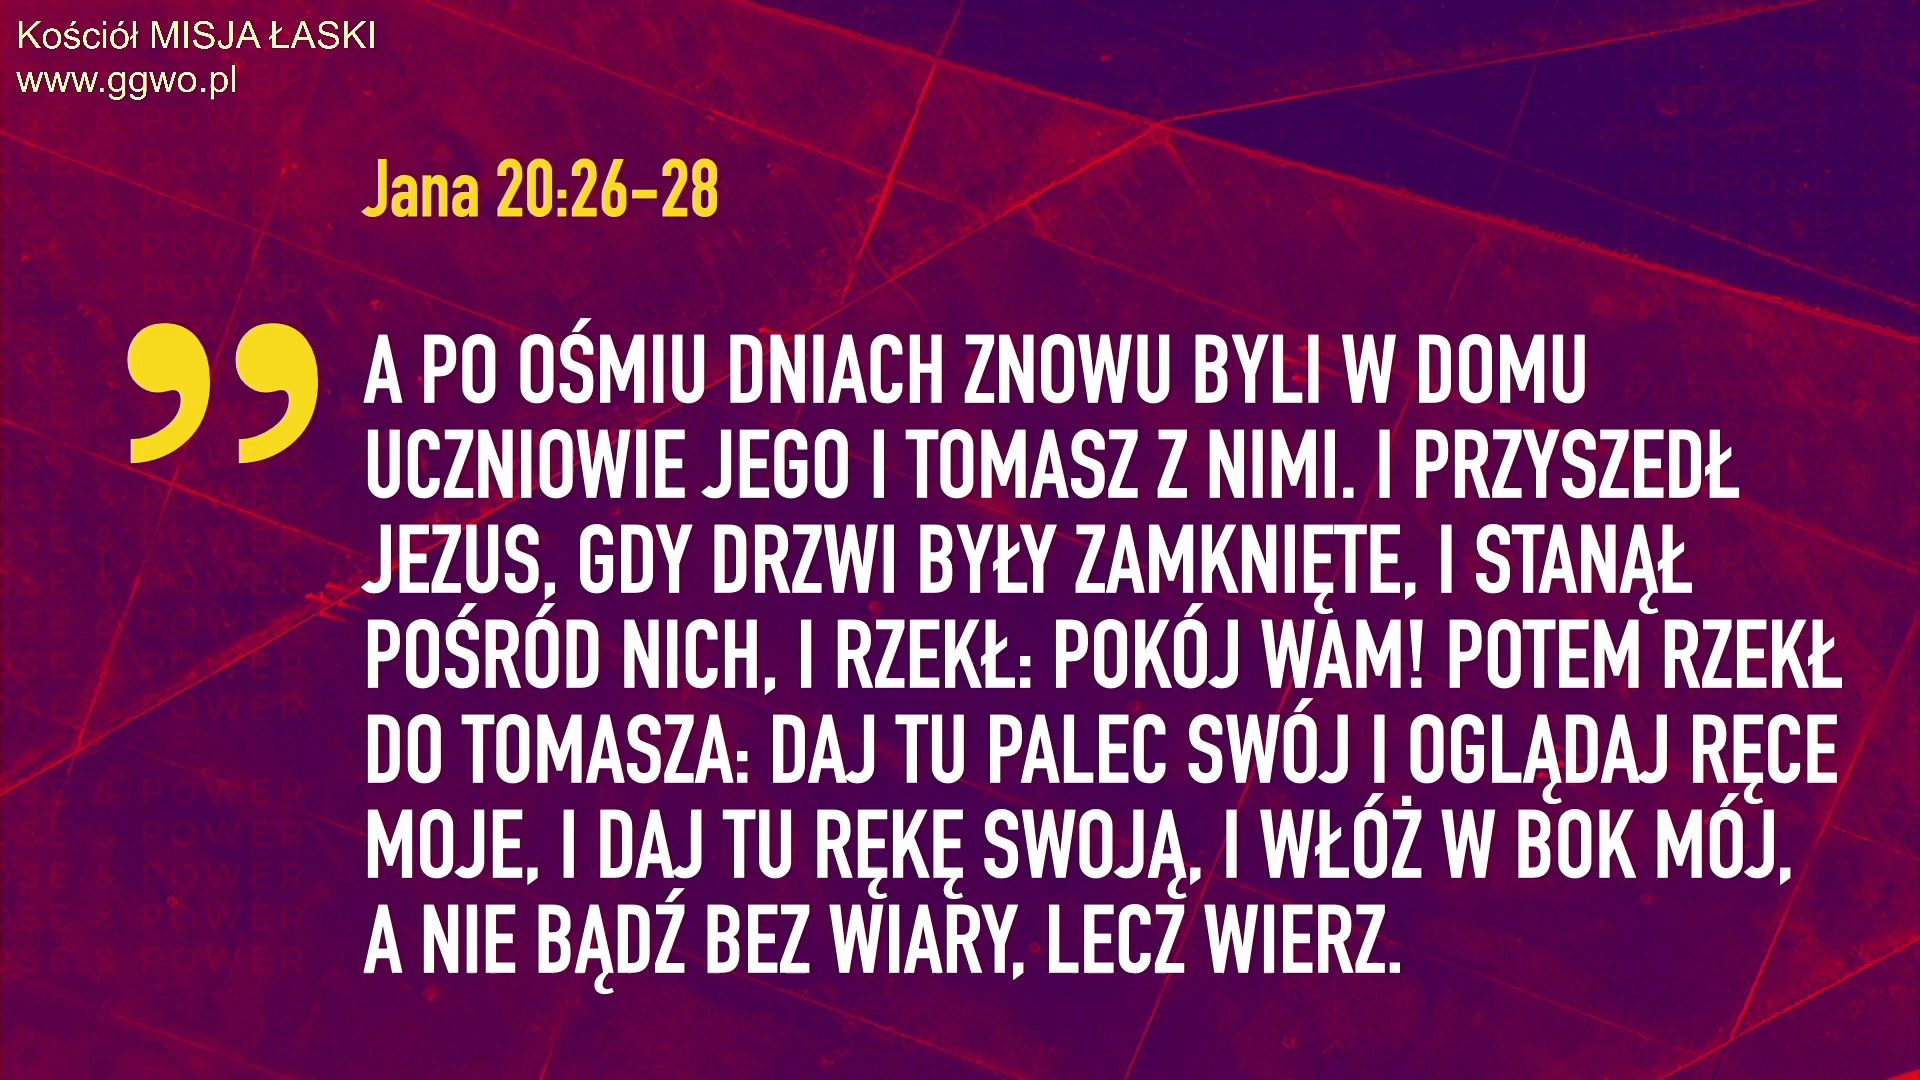 Kościół MISJA ŁASKI
www.ggwo.pl
Jana 20:26-28
A PO OŚMIU DNIACH ZNOWU BYLI W DOMU
UCZNIOWIE JEGO I TOMASZ Z NIMI. I PRZYSZEDŁ
JEZUS, GDY DRZWI BYŁY ZAMKNIĘTE, I STANĄŁ
POŚRÓD NICH, I RZEKŁ: POKÓJ WAM! POTEM RZEKŁ
DO TOMASZA: DAJ TU PALEC SWÓJ I OGLĄDAJ RĘCE
MOJE, I DAJ TU RĘKĘ SWOJĄ, I WŁÓŻ W BOK MÓJ,
A NIE BĄDŹ BEZ WIARY, LECZ WIERZ.